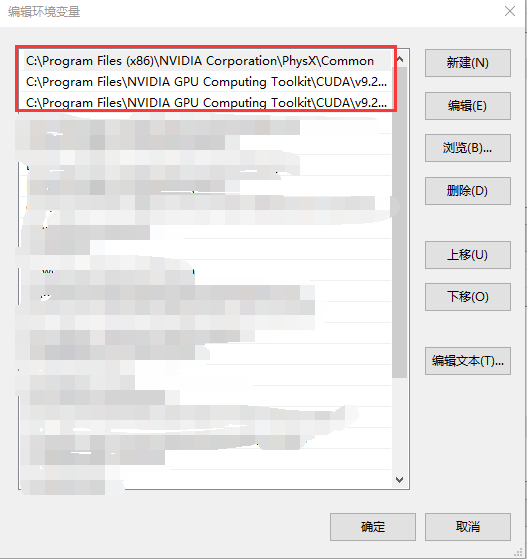 编辑环境变量
C:\Program Files (x86)\NVIDIA Corporation\PhysX\Common
C:\Program Files\NVIDIA GPU Computing Toolkit\CUDA\v9.2...
C:\Program Files\NVIDIA GPU Computing Toolkit\CUDA\v9.2...
新建(N)
编辑(E)
浏览(B)...
删除(D)
上移(U)
下移(O)
编辑文本(T)...
确定
取消